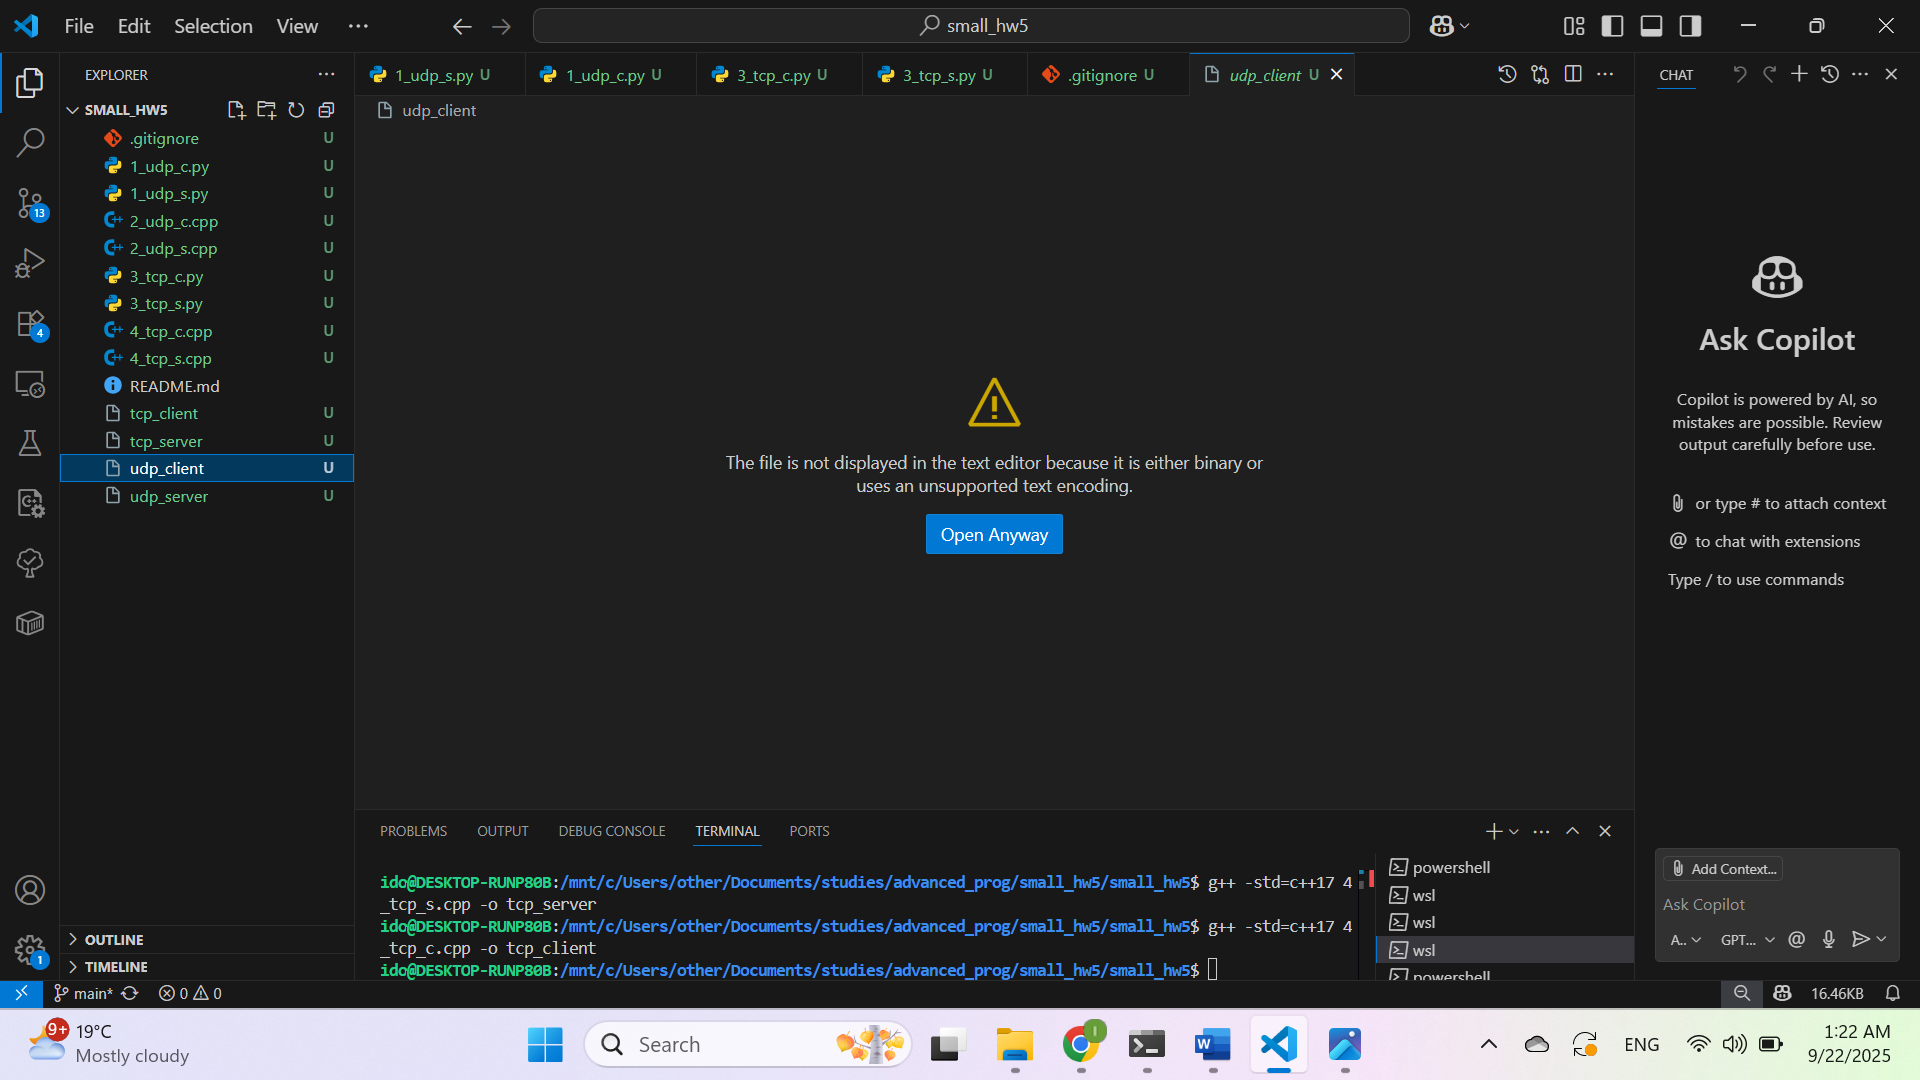 File Edit Selection View ···
small_hw5
EXPLORER
SMALL_HW5
.gitignore U
1_udp_c.py U
1_udp_s.py U
2_udp_c.cpp U
2_udp_s.cpp U
3_tcp_c.py U
3_tcp_s.py U
4_tcp_c.cpp U
4_tcp_s.cpp U
README.md
tcp_client U
tcp_server U
udp_client U
udp_server U
OUTLINE
TIMELINE
13
4
1
1_udp_s.py U 1_udp_c.py U 3_tcp_c.py U 3_tcp_s.py U .gitignore U udp_client U
udp_client
The file is not displayed in the text editor because it is either binary or
uses an unsupported text encoding.
Open Anyway
PROBLEMS OUTPUT DEBUG CONSOLE TERMINAL PORTS
ido@DESKTOP-RUNP80B:/mnt/c/Users/other/Documents/studies/advanced_prog/small_hw5/small_hw5$ g++ -std=c++17 4
_tcp_s.cpp -o tcp_server
ido@DESKTOP-RUNP80B:/mnt/c/Users/other/Documents/studies/advanced_prog/small_hw5/small_hw5$ g++ -std=c++17 4
_tcp_c.cpp -o tcp_client
ido@DESKTOP-RUNP80B:/mnt/c/Users/other/Documents/studies/advanced_prog/small_hw5/small_hw5$
powershell
wsl
wsl
wsl
powershell
CHAT
Ask Copilot
Copilot is powered by AI, so
mistakes are possible. Review
output carefully before use.
or type # to attach context
@ to chat with extensions
Type / to use commands
Add Context...
Ask Copilot
A.. GPT...
main* 0 0
16.46KB
9+
19°C
Mostly cloudy
Search
ENG
1:22 AM
9/22/2025